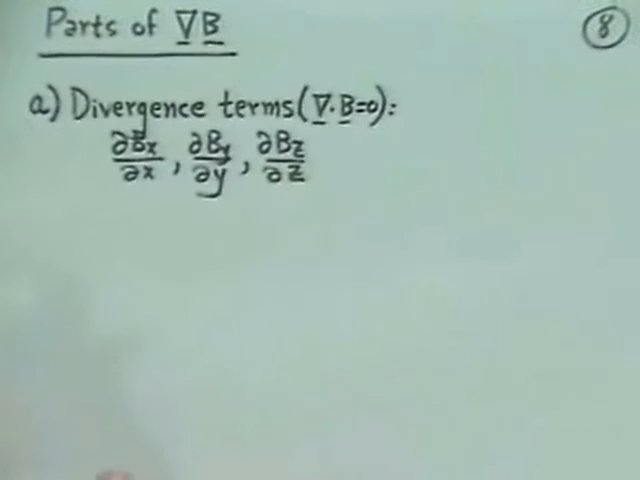 Parts of ∇B
8
a) Divergence terms (∇·B=0):
∂Bx/∂x, ∂By/∂y, ∂Bz/∂z